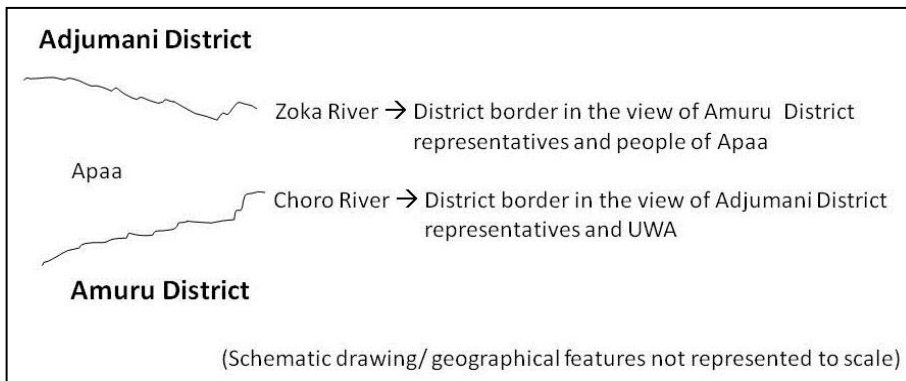 Adjumani District
Zoka River → District border in the view of Amuru District
representatives and people of Apaa
Apaa
Choro River → District border in the view of Adjumani District
representatives and UWA
Amuru District
(Schematic drawing/ geographical features not represented to scale)